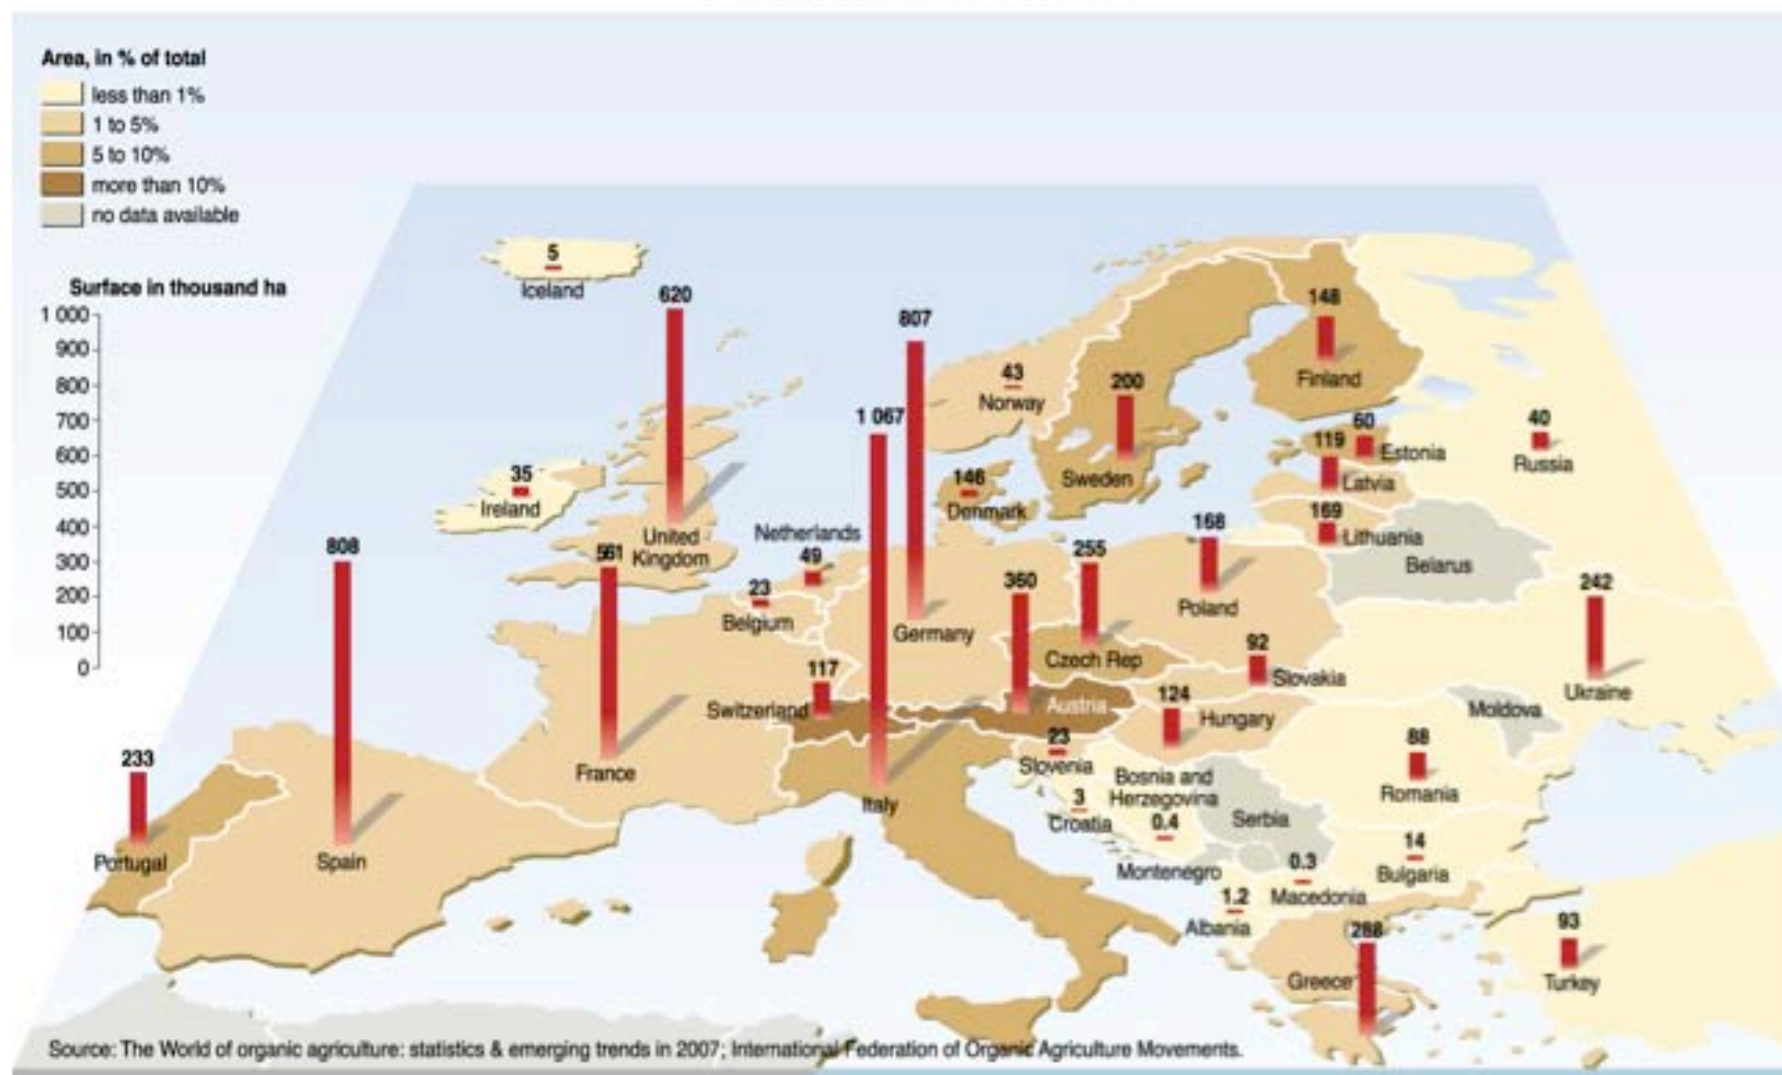 Area, in % of total
less than 1%
1 to 5%
5 to 10%
more than 10%
no data available
Surface in thousand ha
1 000
900
800
700
600
500
400
300
200
100
0
5
Iceland
620
United
Kingdom
35
Ireland
807
Germany
1 067
Italy
43
Norway
200
Sweden
148
Finland
60
Estonia
119
Latvia
169
Lithuania
40
Russia
146
Denmark
Netherlands
49
23
Belgium
808
Spain
561
France
233
Portugal
117
Switzerland
360
Austria
255
Czech Rep
168
Poland
Belarus
242
Ukraine
92
Slovakia
124
Hungary
Moldova
23
Slovenia
Bosnia and
Herzegovina
0.4
3
Croatia
Serbia
88
Romania
14
Bulgaria
Montenegro
0.3
Macedonia
1.2
Albania
288
Greece
93
Turkey
Source: The World of organic agriculture: statistics & emerging trends in 2007; International Federation of Organic Agriculture Movements.